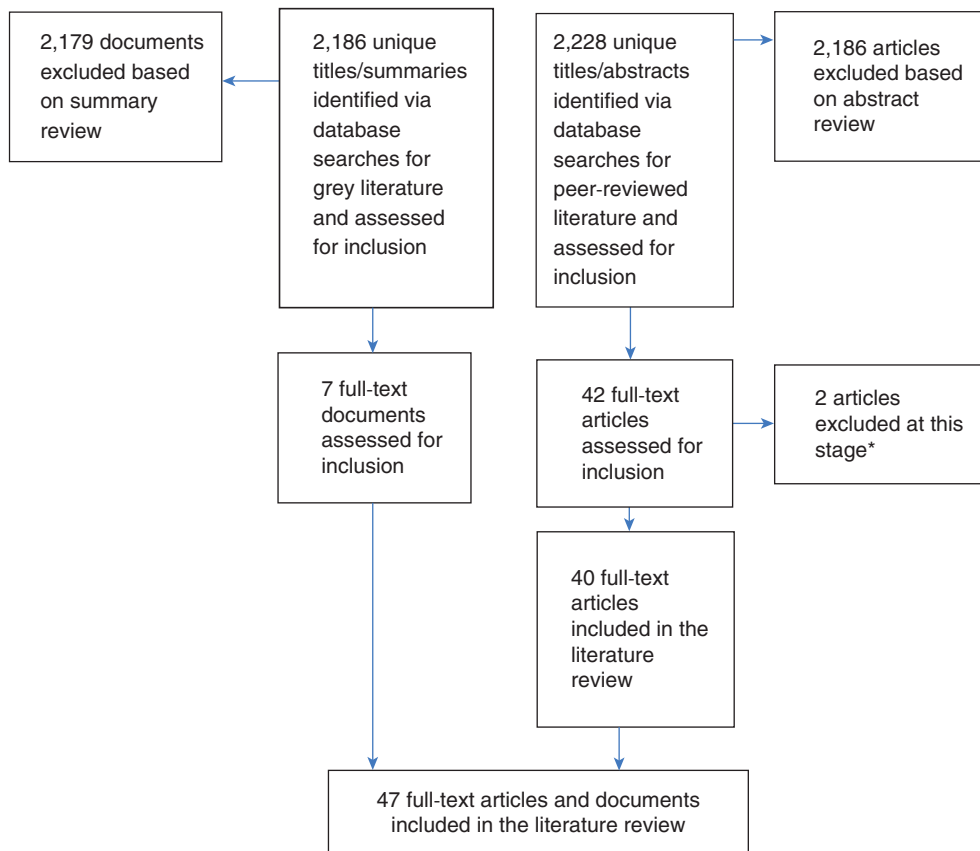 2,179 documents
excluded based
on summary
review
2,186 unique
titles/summaries
identified via
database
searches for
grey literature
and assessed
for inclusion
2,228 unique
titles/abstracts
identified via
database
searches for
peer-reviewed
literature and
assessed for
inclusion
2,186 articles
excluded based
on abstract
review
7 full-text
documents
assessed for
inclusion
42 full-text
articles
assessed for
inclusion
2 articles
excluded at this
stage*
40 full-text
articles
included in the
literature
review
47 full-text articles and documents
included in the literature review